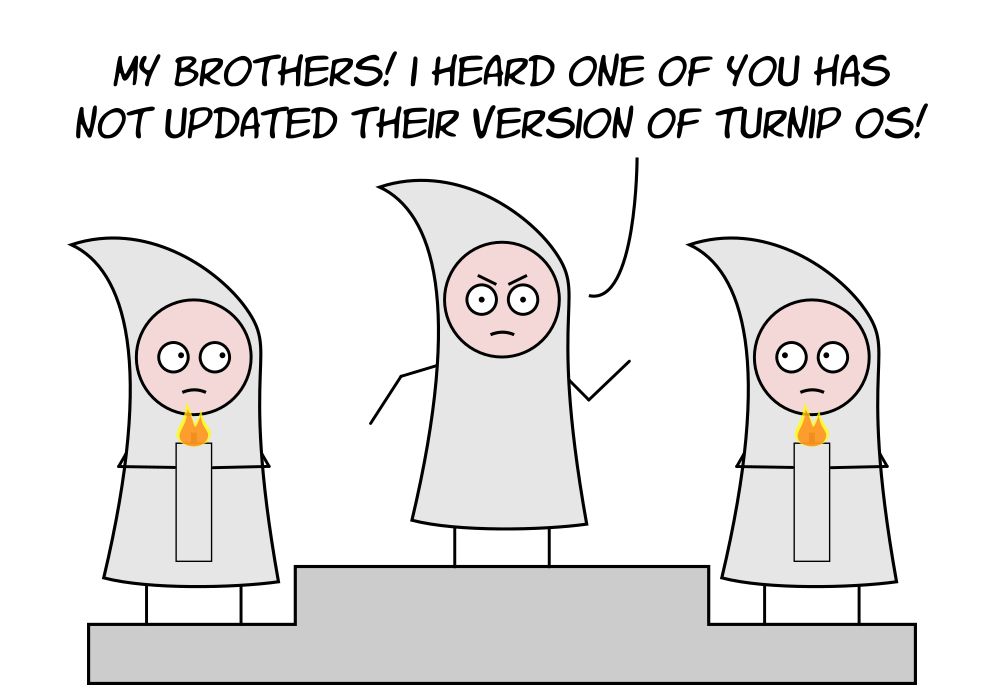 MY BROTHERS! I HEARD ONE OF YOU HAS
NOT UPDATED THEIR VERSION OF TURNIP OS!